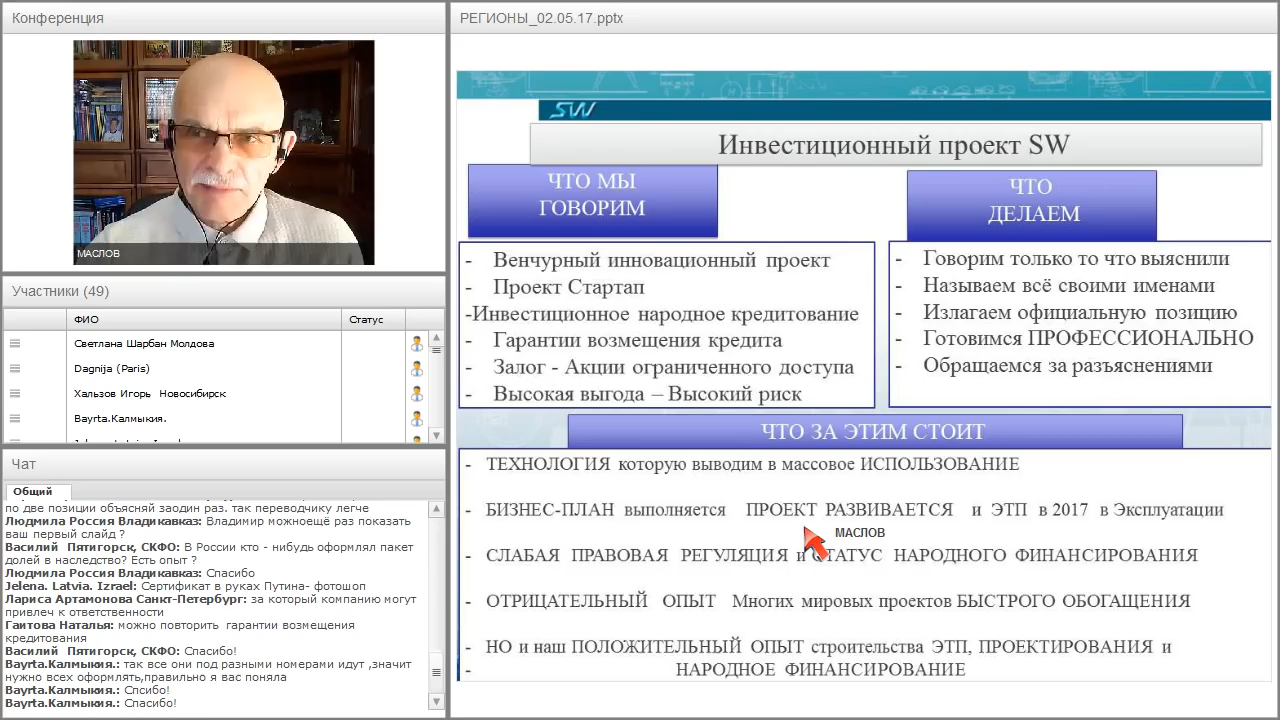 Конференция
МАСЛОВ
Участники (49)
ФИО
Статус
Светлана Шарбан Молдова
Dagnija (Paris)
Хальзов Игорь Новосибирск
Bayrta.Калмыкия.
Чат
Общий
по две позиции объясняй заодин раз. так переводчику легче
Людмила Россия Владикавказ: Владимир можноещё раз показать
ваш первый слайд ?
Василий Пятигорск, СКФО: В России кто - нибудь оформлял пакет
долей в наследство? Есть опыт ?
Людмила Россия Владикавказ: Спасибо
Jelena. Latvia. Izrael: Сертификат в руках Путина- фотошоп
Лариса Артамонова Санкт-Петербург: за который компанию могут
привлеч к ответственности
Гаитова Наталья: можно повторить гарантии возмещения
кредитования
Василий Пятигорск, СКФО: Спасибо!
Bayrta.Калмыкия.: так все они под разными номерами идут ,значит
нужно всех оформлять,правильно я вас поняла
Bayrta.Калмыкия.: Спсибо!
Bayrta.Калмыкия.: Спасибо!
РЕГИОНЫ_02.05.17.pptx
SW
Инвестиционный проект SW
ЧТО МЫ
ГОВОРИМ
- Венчурный инновационный проект
- Проект Стартап
-Инвестиционное народное кредитование
- Гарантии возмещения кредита
- Залог - Акции ограниченного доступа
- Высокая выгода – Высокий риск
ЧТО
ДЕЛАЕМ
- Говорим только то что выяснили
- Называем всё своими именами
- Излагаем официальную позицию
- Готовимся ПРОФЕССИОНАЛЬНО
- Обращаемся за разъяснениями
ЧТО ЗА ЭТИМ СТОИТ
- ТЕХНОЛОГИЯ которую выводим в массовое ИСПОЛЬЗОВАНИЕ
- БИЗНЕС-ПЛАН выполняется ПРОЕКТ РАЗВИВАЕТСЯ и ЭТП в 2017 в Эксплуатации
МАСЛОВ
- СЛАБАЯ ПРАВОВАЯ РЕГУЛЯЦИЯ и СТАТУС НАРОДНОГО ФИНАНСИРОВАНИЯ
- ОТРИЦАТЕЛЬНЫЙ ОПЫТ Многих мировых проектов БЫСТРОГО ОБОГАЩЕНИЯ
- НО и наш ПОЛОЖИТЕЛЬНЫЙ ОПЫТ строительства ЭТП, ПРОЕКТИРОВАНИЯ и
- НАРОДНОЕ ФИНАНСИРОВАНИЕ